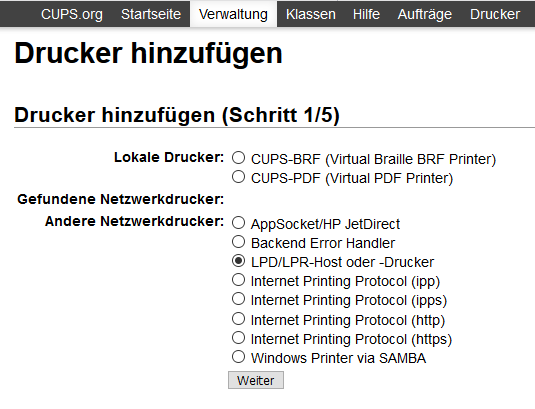 CUPS.org Startseite Verwaltung Klassen Hilfe Aufträge Drucker
Drucker hinzufügen
Drucker hinzufügen (Schritt 1/5)
Lokale Drucker: CUPS-BRF (Virtual Braille BRF Printer)
CUPS-PDF (Virtual PDF Printer)
Gefundene Netzwerkdrucker:
Andere Netzwerkdrucker: AppSocket/HP JetDirect
Backend Error Handler
LPD/LPR-Host oder -Drucker
Internet Printing Protocol (ipp)
Internet Printing Protocol (ipps)
Internet Printing Protocol (http)
Internet Printing Protocol (https)
Windows Printer via SAMBA
Weiter